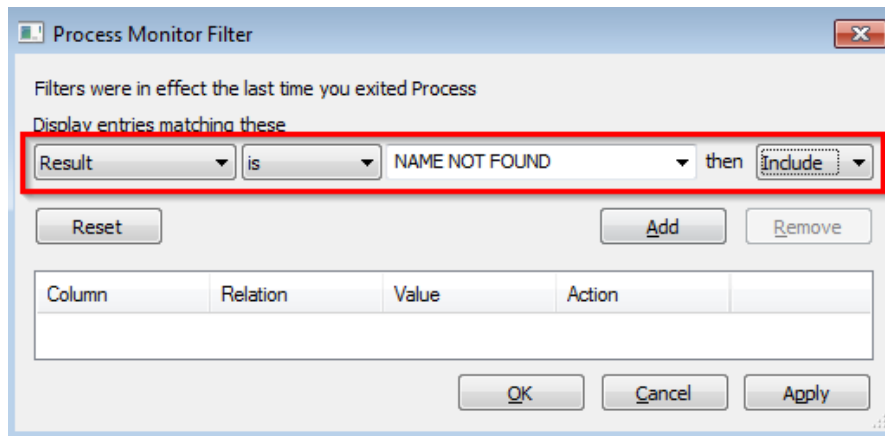 Process Monitor Filter
Filters were in effect the last time you exited Process
Display entries matching these
Result is NAME NOT FOUND then Include
Reset Add Remove
Column Relation Value Action
OK Cancel Apply